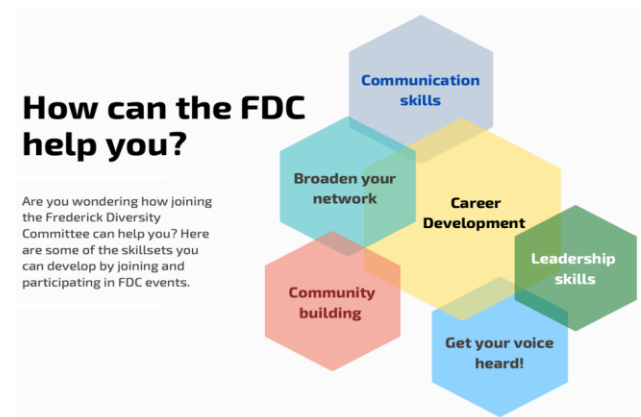 How can the FDC
help you?
Are you wondering how joining
the Frederick Diversity
Committee can help you? Here
are some of the skillsets you
can develop by joining and
participating in FDC events.
Communication
skills
Broaden your
network
Career
Development
Leadership
skills
Community
building
Get your voice
heard!